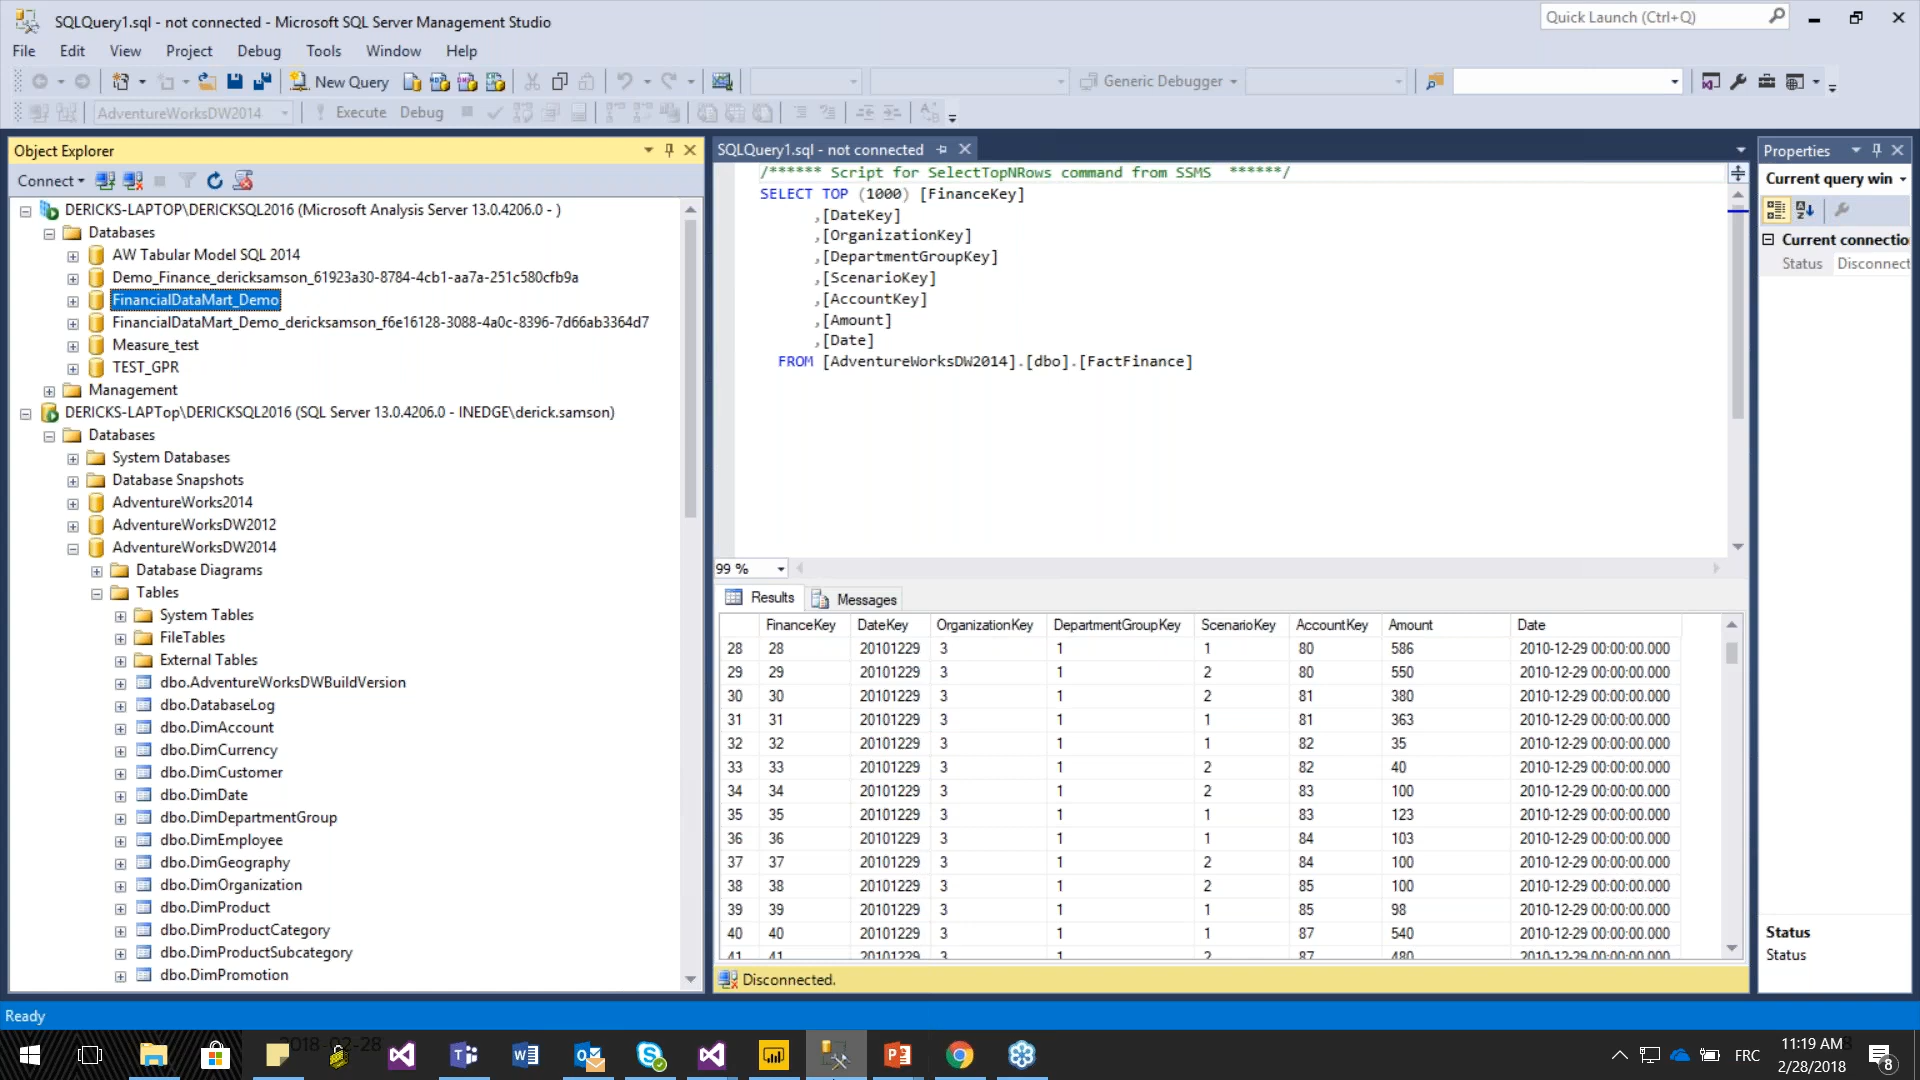 SQLQuery1.sql - not connected - Microsoft SQL Server Management Studio
Quick Launch (Ctrl+Q)
File Edit View Project Debug Tools Window Help
New Query
Generic Debugger
AdventureWorksDW2014
Execute Debug
Object Explorer
Connect
DERICKS-LAPTOP\DERICKSQL2016 (Microsoft Analysis Server 13.0.4206.0 - )
Databases
AW Tabular Model SQL 2014
Demo_Finance_dericksamson_61923a30-8784-4cb1-aa7a-251c580cfb9a
FinancialDataMart_Demo
FinancialDataMart_Demo_dericksamson_f6e16128-3088-4a0c-8396-7d66ab3364d7
Measure_test
TEST_GPR
Management
DERICKS-LAPTop\DERICKSQL2016 (SQL Server 13.0.4206.0 - INEDGE\derick.samson)
Databases
System Databases
Database Snapshots
AdventureWorks2014
AdventureWorksDW2012
AdventureWorksDW2014
Database Diagrams
Tables
System Tables
FileTables
External Tables
dbo.AdventureWorksDWBuildVersion
dbo.DatabaseLog
dbo.DimAccount
dbo.DimCurrency
dbo.DimCustomer
dbo.DimDate
dbo.DimDepartmentGroup
dbo.DimEmployee
dbo.DimGeography
dbo.DimOrganization
dbo.DimProduct
dbo.DimProductCategory
dbo.DimProductSubcategory
dbo.DimPromotion
SQLQuery1.sql - not connected
/****** Script for SelectTopNRows command from SSMS ******/
SELECT TOP (1000) [FinanceKey]
,[DateKey]
,[OrganizationKey]
,[DepartmentGroupKey]
,[ScenarioKey]
,[AccountKey]
,[Amount]
,[Date]
FROM [AdventureWorksDW2014].[dbo].[FactFinance]
99 %
Results Messages
FinanceKey DateKey OrganizationKey DepartmentGroupKey ScenarioKey AccountKey Amount Date
28 28 20101229 3 1 1 80 586 2010-12-29 00:00:00.000
29 29 20101229 3 1 2 80 550 2010-12-29 00:00:00.000
30 30 20101229 3 1 2 81 380 2010-12-29 00:00:00.000
31 31 20101229 3 1 1 81 363 2010-12-29 00:00:00.000
32 32 20101229 3 1 1 82 35 2010-12-29 00:00:00.000
33 33 20101229 3 1 2 82 40 2010-12-29 00:00:00.000
34 34 20101229 3 1 2 83 100 2010-12-29 00:00:00.000
35 35 20101229 3 1 1 83 123 2010-12-29 00:00:00.000
36 36 20101229 3 1 1 84 103 2010-12-29 00:00:00.000
37 37 20101229 3 1 2 84 100 2010-12-29 00:00:00.000
38 38 20101229 3 1 2 85 100 2010-12-29 00:00:00.000
39 39 20101229 3 1 1 85 98 2010-12-29 00:00:00.000
40 40 20101229 3 1 1 87 540 2010-12-29 00:00:00.000
41 41 20101229 3 1 2 87 480 2010-12-29 00:00:00.000
Disconnected.
Properties
Current query win
Current connectio
Status Disconnect
Status
Status
Ready
2018-02-28
FRC
11:19 AM
2/28/2018
8